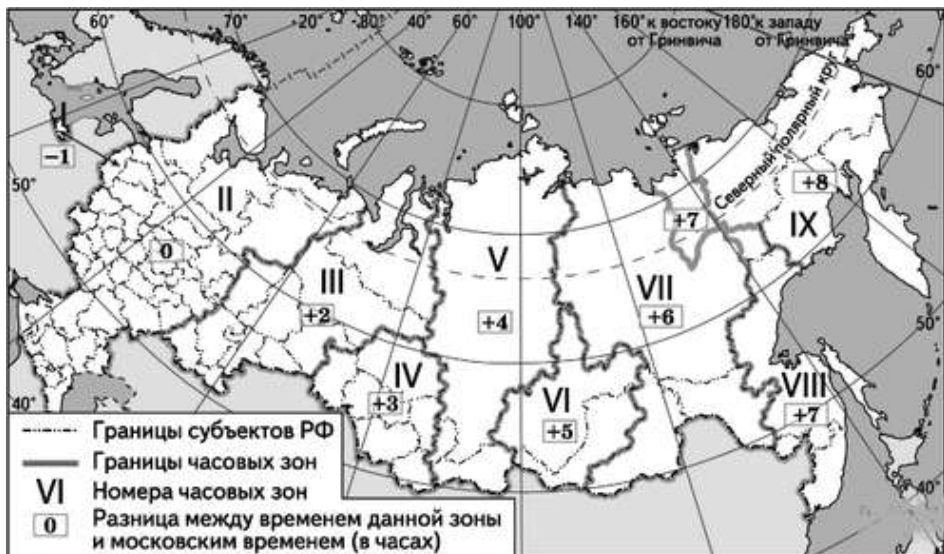 60° 70° 80° 100° 140° 160° к востоку 180° к западу
от Гринвича от Гринвича
60°
Северный полярный круг
I
−1
50°
II
0
III
+2
IV
+3
V
+4
VI
+5
VII
+6
+7
+8
IX
VIII
+7
50°
40°
40°
40°
Границы субъектов РФ
Границы часовых зон
VI Номера часовых зон
0 Разница между временем данной зоны
и московским временем (в часах)